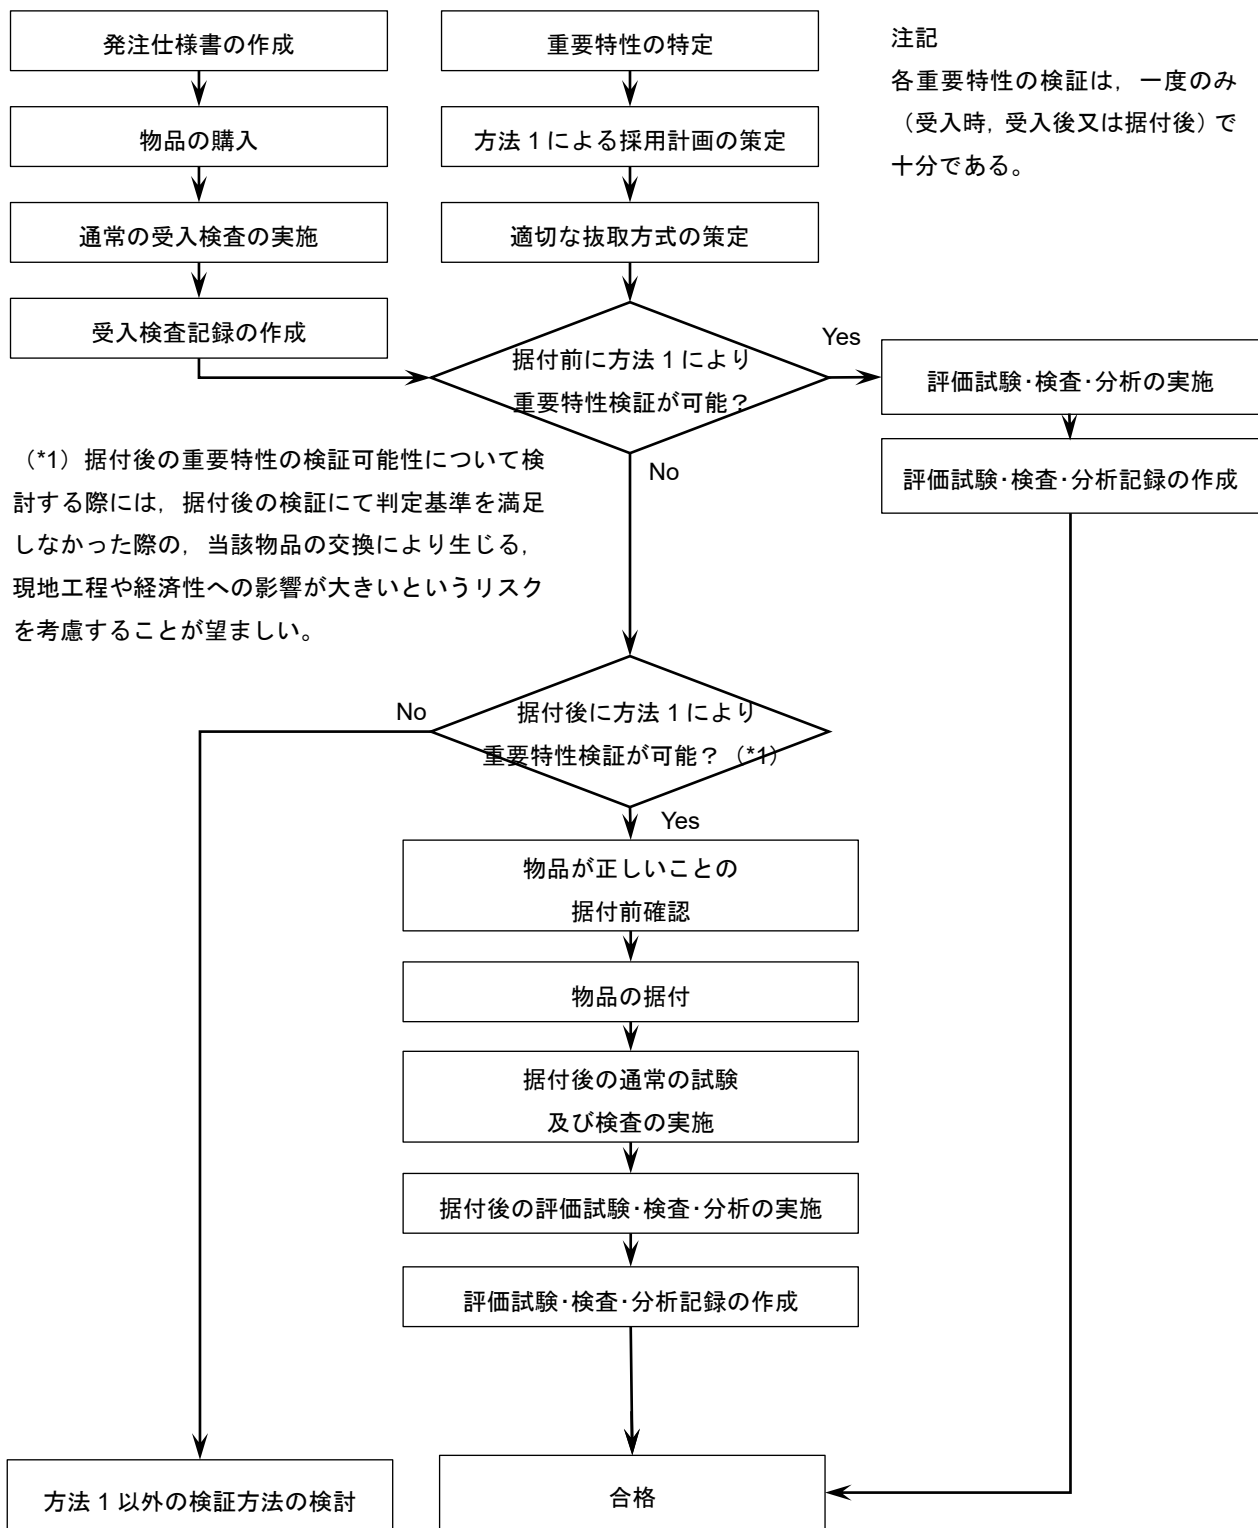 発注仕様書の作成
物品の購入
通常の受入検査の実施
受入検査記録の作成
重要特性の特定
方法 1 による採用計画の策定
適切な抜取方式の策定
注記
各重要特性の検証は，一度のみ
（受入時，受入後又は据付後）で
十分である。
据付前に方法 1 により
重要特性検証が可能？
Yes
評価試験･検査･分析の実施
評価試験･検査･分析記録の作成
No
（*1）据付後の重要特性の検証可能性について検
討する際には，据付後の検証にて判定基準を満足
しなかった際の，当該物品の交換により生じる，
現地工程や経済性への影響が大きいというリスク
を考慮することが望ましい。
No
据付後に方法 1 により
重要特性検証が可能？（*1）
Yes
物品が正しいことの
据付前確認
物品の据付
据付後の通常の試験
及び検査の実施
据付後の評価試験･検査･分析の実施
評価試験･検査･分析記録の作成
方法 1 以外の検証方法の検討
合格